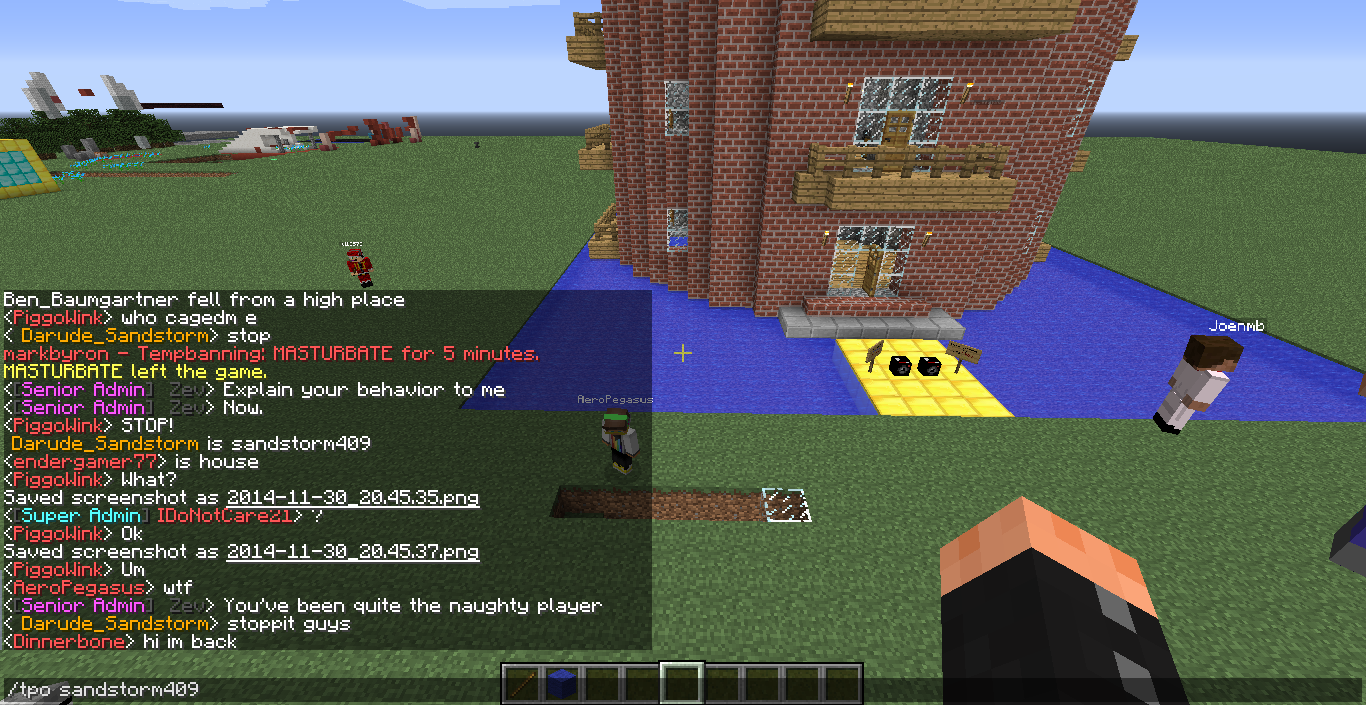 Joenmb
Ben_Baumgartner fell from a high place
<PiggoWink> who cagedm e
< Darude_Sandstorm> stop
markbyron - Tempbanning: MASTURBATE for 5 minutes.
MASTURBATE left the game.
<[Senior Admin] Zev> Explain your behavior to me
<[Senior Admin] Zev> Now.
AeroPegasus
<PiggoWink> STOP!
Darude_Sandstorm is sandstorm409
<endergamer77> is house
<PiggoWink> What?
Saved screenshot as 2014-11-30_20.45.35.png
<[Super Admin] IDoNotCare21> ?
<PiggoWink> Ok
Saved screenshot as 2014-11-30_20.45.37.png
<PiggoWink> Um
<AeroPegasus> wtf
<[Senior Admin] Zev> You've been quite the naughty player
< Darude_Sandstorm> stoppit guys
<Dinnerbone> hi im back
/tpo sandstorm409